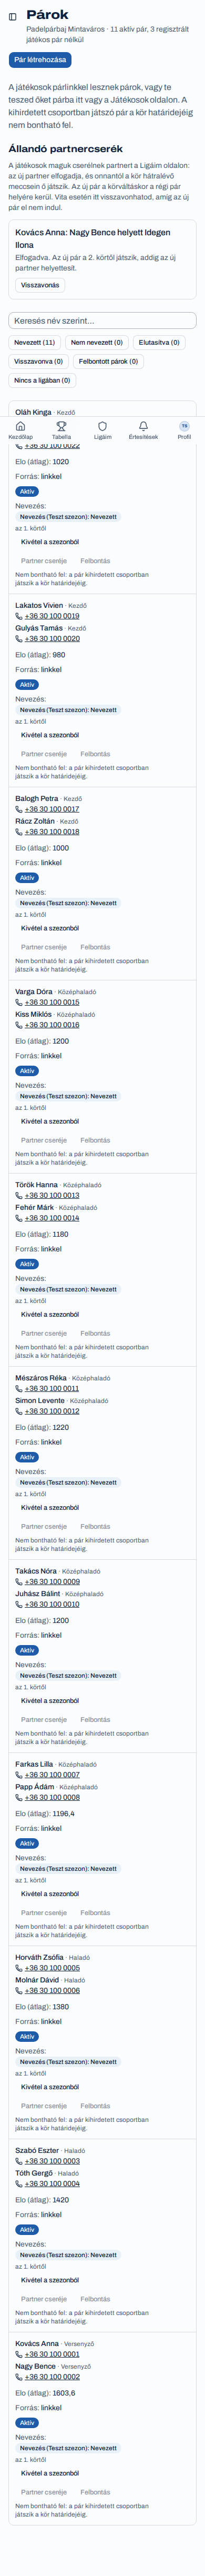 Párok
Padelpárbaj Mintaváros · 11 aktív pár, 3 regisztrált
játékos pár nélkül
Pár létrehozása
A játékosok párlinkkel lesznek párok, vagy te
teszed őket párba itt vagy a Játékosok oldalon. A
kihirdetett csoportban játszó pár a kör határidejéig
nem bontható fel.
Állandó partnercserék
A játékosok maguk cserélnek partnert a Ligáim oldalon:
az új partner elfogadja, és onnantól a kör hátralévő
meccsein ő játszik. Az új pár a körváltáskor a régi pár
helyére kerül. Vita esetén itt visszavonhatod, amíg az új
pár el nem indul.
Kovács Anna: Nagy Bence helyett Idegen
Ilona
Elfogadva. Az új pár a 2. körtől játszik, addig az új
partner helyettesít.
Visszavonás
Keresés név szerint...
Nevezett (11)
Nem nevezett (0)
Elutasítva (0)
Visszavonva (0)
Felbontott párok (0)
Nincs a ligában (0)
Oláh Kinga · Kezdő
Kezdőlap
Tabella
Ligáim
Értesítések
Profil
+36 30 100 0022
Elo (átlag): 1020
Forrás: linkkel
Aktív
Nevezés:
Nevezés (Teszt szezon): Nevezett
az 1. körtől
Kivétel a szezonból
Partner cseréje
Felbontás
Nem bontható fel: a pár kihirdetett csoportban
játszik a kör határidejéig.
Lakatos Vivien · Kezdő
+36 30 100 0019
Gulyás Tamás · Kezdő
+36 30 100 0020
Elo (átlag): 980
Forrás: linkkel
Aktív
Nevezés:
Nevezés (Teszt szezon): Nevezett
az 1. körtől
Kivétel a szezonból
Partner cseréje
Felbontás
Nem bontható fel: a pár kihirdetett csoportban
játszik a kör határidejéig.
Balogh Petra · Kezdő
+36 30 100 0017
Rácz Zoltán · Kezdő
+36 30 100 0018
Elo (átlag): 1000
Forrás: linkkel
Aktív
Nevezés:
Nevezés (Teszt szezon): Nevezett
az 1. körtől
Kivétel a szezonból
Partner cseréje
Felbontás
Nem bontható fel: a pár kihirdetett csoportban
játszik a kör határidejéig.
Varga Dóra · Középhaladó
+36 30 100 0015
Kiss Miklós · Középhaladó
+36 30 100 0016
Elo (átlag): 1200
Forrás: linkkel
Aktív
Nevezés:
Nevezés (Teszt szezon): Nevezett
az 1. körtől
Kivétel a szezonból
Partner cseréje
Felbontás
Nem bontható fel: a pár kihirdetett csoportban
játszik a kör határidejéig.
Török Hanna · Középhaladó
+36 30 100 0013
Fehér Márk · Középhaladó
+36 30 100 0014
Elo (átlag): 1180
Forrás: linkkel
Aktív
Nevezés:
Nevezés (Teszt szezon): Nevezett
az 1. körtől
Kivétel a szezonból
Partner cseréje
Felbontás
Nem bontható fel: a pár kihirdetett csoportban
játszik a kör határidejéig.
Mészáros Réka · Középhaladó
+36 30 100 0011
Simon Levente · Középhaladó
+36 30 100 0012
Elo (átlag): 1220
Forrás: linkkel
Aktív
Nevezés:
Nevezés (Teszt szezon): Nevezett
az 1. körtől
Kivétel a szezonból
Partner cseréje
Felbontás
Nem bontható fel: a pár kihirdetett csoportban
játszik a kör határidejéig.
Takács Nóra · Középhaladó
+36 30 100 0009
Juhász Bálint · Középhaladó
+36 30 100 0010
Elo (átlag): 1200
Forrás: linkkel
Aktív
Nevezés:
Nevezés (Teszt szezon): Nevezett
az 1. körtől
Kivétel a szezonból
Partner cseréje
Felbontás
Nem bontható fel: a pár kihirdetett csoportban
játszik a kör határidejéig.
Farkas Lilla · Középhaladó
+36 30 100 0007
Papp Ádám · Középhaladó
+36 30 100 0008
Elo (átlag): 1196,4
Forrás: linkkel
Aktív
Nevezés:
Nevezés (Teszt szezon): Nevezett
az 1. körtől
Kivétel a szezonból
Partner cseréje
Felbontás
Nem bontható fel: a pár kihirdetett csoportban
játszik a kör határidejéig.
Horváth Zsófia · Haladó
+36 30 100 0005
Molnár Dávid · Haladó
+36 30 100 0006
Elo (átlag): 1380
Forrás: linkkel
Aktív
Nevezés:
Nevezés (Teszt szezon): Nevezett
az 1. körtől
Kivétel a szezonból
Partner cseréje
Felbontás
Nem bontható fel: a pár kihirdetett csoportban
játszik a kör határidejéig.
Szabó Eszter · Haladó
+36 30 100 0003
Tóth Gergő · Haladó
+36 30 100 0004
Elo (átlag): 1420
Forrás: linkkel
Aktív
Nevezés:
Nevezés (Teszt szezon): Nevezett
az 1. körtől
Kivétel a szezonból
Partner cseréje
Felbontás
Nem bontható fel: a pár kihirdetett csoportban
játszik a kör határidejéig.
Kovács Anna · Versenyző
+36 30 100 0001
Nagy Bence · Versenyző
+36 30 100 0002
Elo (átlag): 1603,6
Forrás: linkkel
Aktív
Nevezés:
Nevezés (Teszt szezon): Nevezett
az 1. körtől
Kivétel a szezonból
Partner cseréje
Felbontás
Nem bontható fel: a pár kihirdetett csoportban
játszik a kör határidejéig.